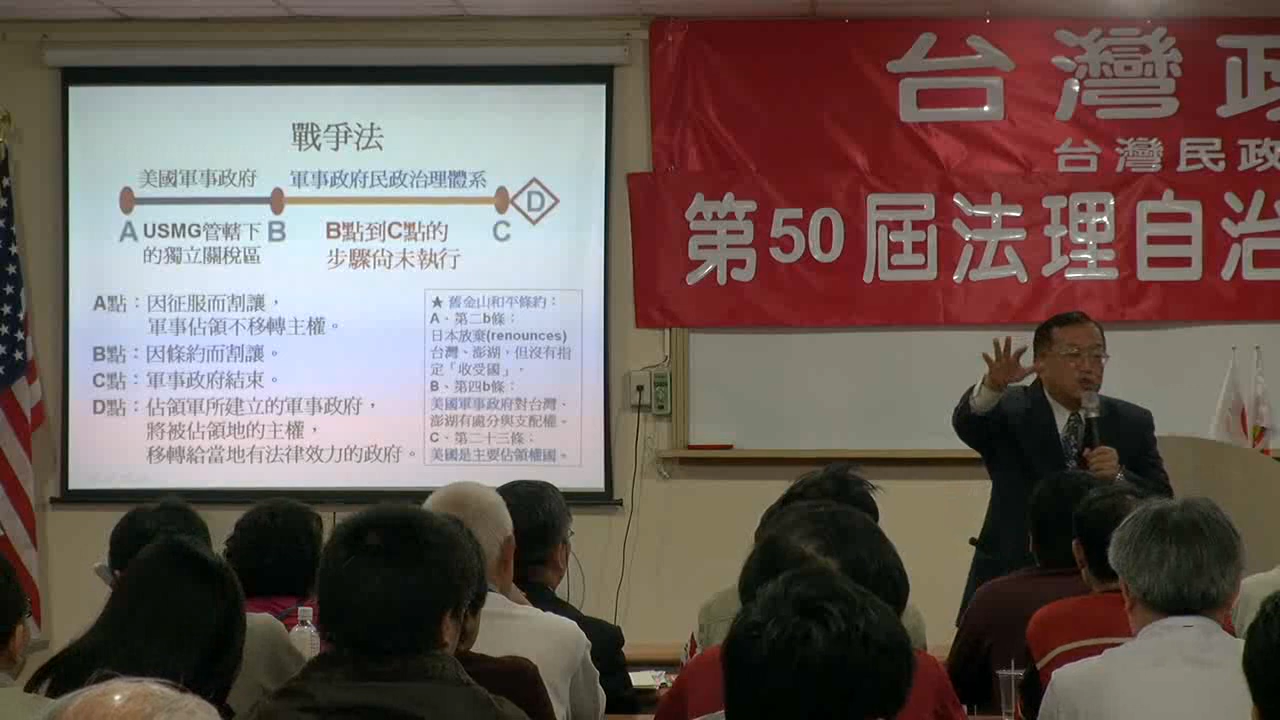 戰爭法
美國軍事政府 軍事政府民政治理體系
D
A USMG管轄下 B B點到C點的 C
的獨立關稅區 步驟尚未執行
A點：因征服而割讓，
軍事佔領不移轉主權。
B點：因條約而割讓。
C點：軍事政府結束。
D點：佔領軍所建立的軍事政府，
將被佔領地的主權，
移轉給當地有法律效力的政府。
★ 舊金山和平條約：
A、第二b條：
日本放棄(renounces)
台灣、澎湖，但沒有指
定「收受國」，
B、第四b條：
美國軍事政府對台灣、
澎湖有處分與支配權。
C、第二十三條；
美國是主要佔領權國。
台灣政
台灣民政
第50屆法理自治